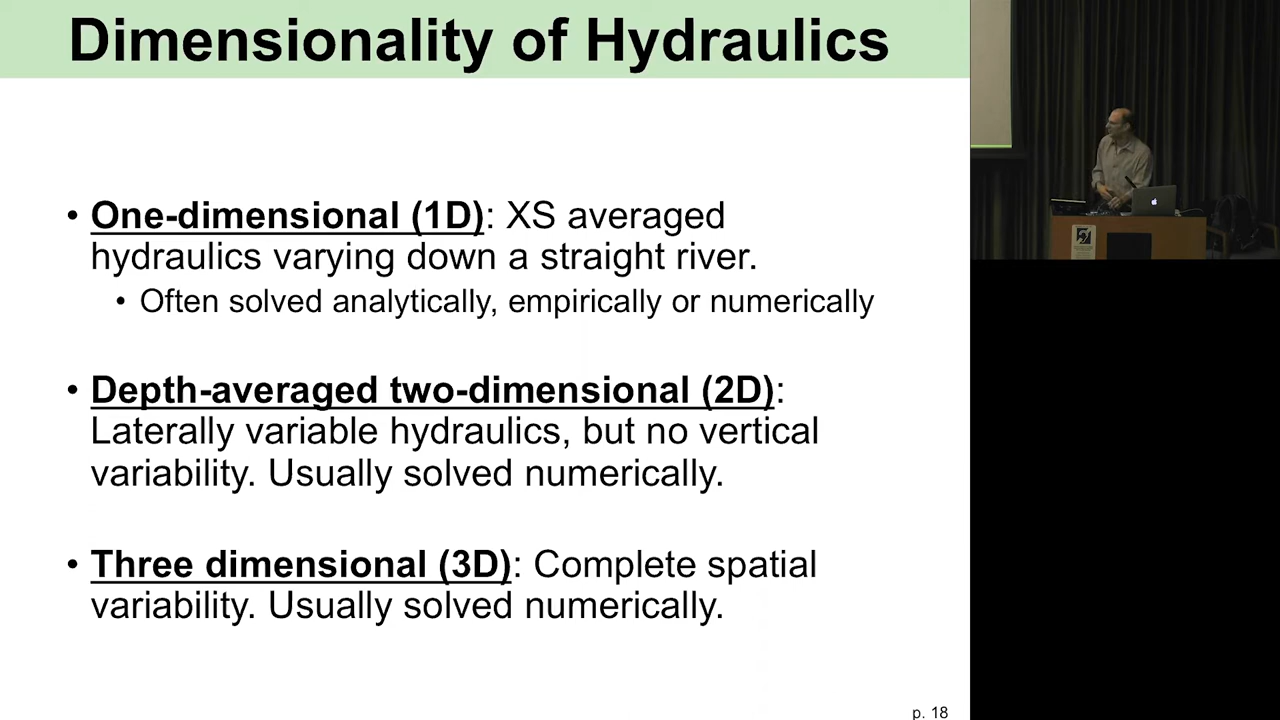 Dimensionality of Hydraulics
• One-dimensional (1D): XS averaged
hydraulics varying down a straight river.
• Often solved analytically, empirically or numerically
• Depth-averaged two-dimensional (2D):
Laterally variable hydraulics, but no vertical
variability. Usually solved numerically.
• Three dimensional (3D): Complete spatial
variability. Usually solved numerically.
p. 18